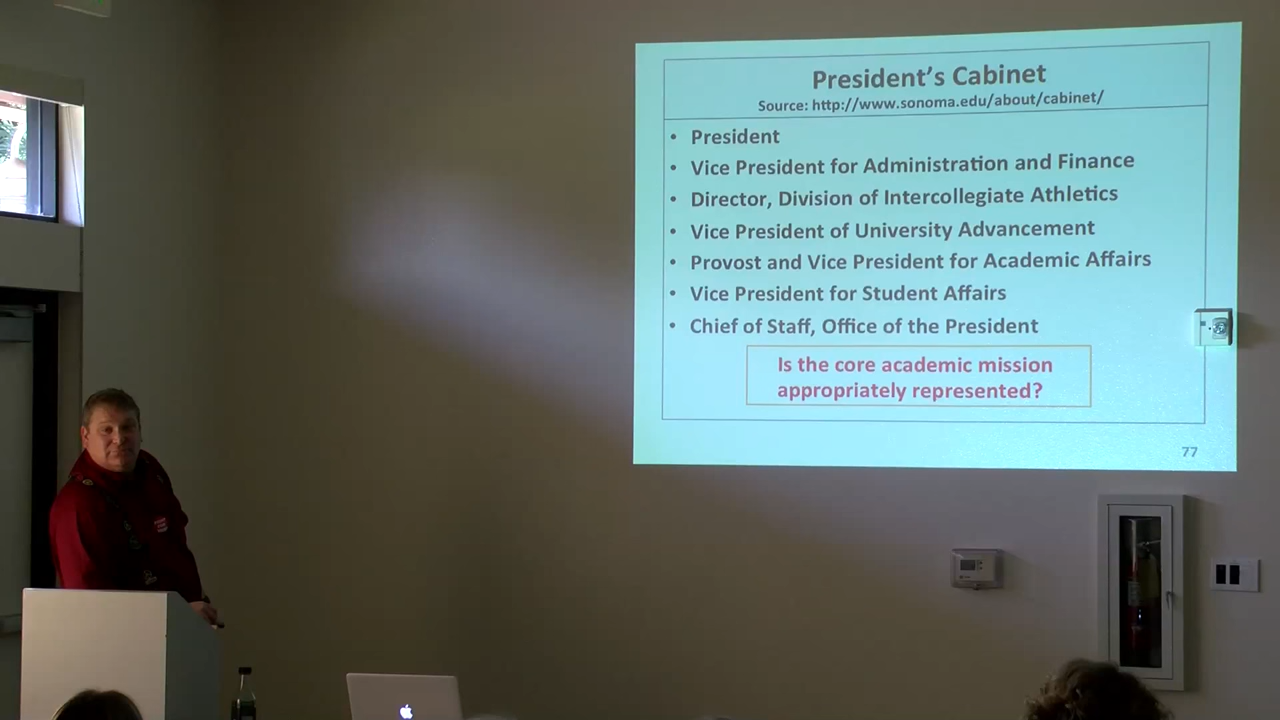 President's Cabinet
Source: http://www.sonoma.edu/about/cabinet/
• President
• Vice President for Administration and Finance
• Director, Division of Intercollegiate Athletics
• Vice President of University Advancement
• Provost and Vice President for Academic Affairs
• Vice President for Student Affairs
• Chief of Staff, Office of the President
Is the core academic mission
appropriately represented?
77